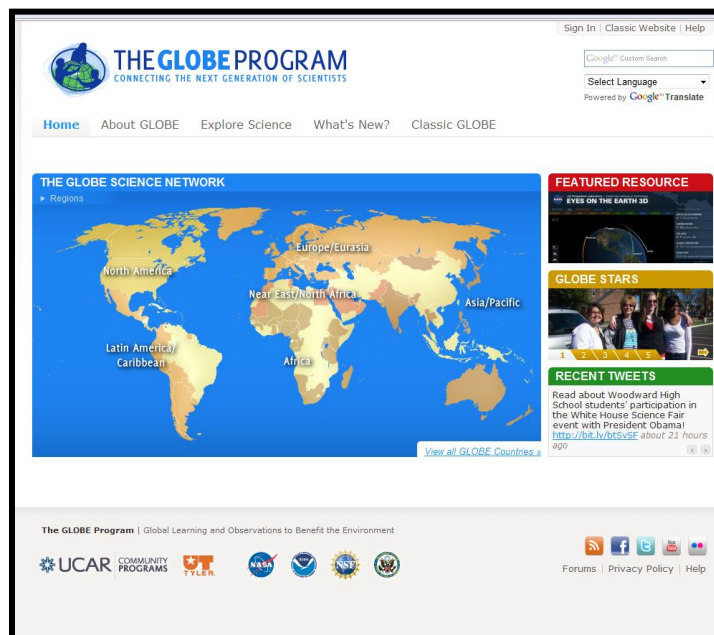 Sign In | Classic Website | Help
THE GLOBE PROGRAM
CONNECTING THE NEXT GENERATION OF SCIENTISTS
Google™ Custom Search
Select Language
Powered by Google™ Translate
Home About GLOBE Explore Science What's New? Classic GLOBE
THE GLOBE SCIENCE NETWORK
► Regions
North America
Europe/Eurasia
Near East/North Africa
Asia/Pacific
Latin America/
Caribbean
Africa
View all GLOBE Countries »
FEATURED RESOURCE
NASA
EYES ON THE EARTH 3D
GLOBE STARS
1 2 3 4 5
RECENT TWEETS
Read about Woodward High
School students' participation in
the White House Science Fair
event with President Obama!
http://bit.ly/btSvSF about 21 hours
ago
The GLOBE Program | Global Learning and Observations to Benefit the Environment
UCAR COMMUNITY
PROGRAMS
UT
TYLER
NASA
NSF
You
Tube
Forums | Privacy Policy | Help